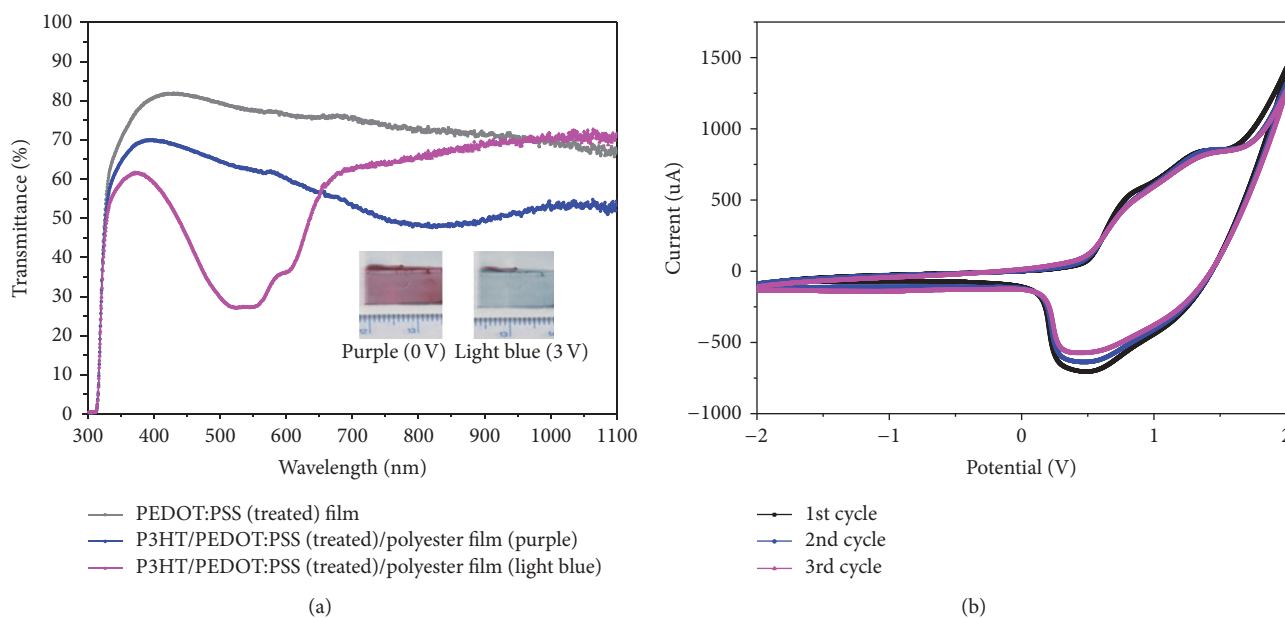 100
90
80
70
60
50
40
30
20
10
0
Transmittance (%)
300 400 500 600 700 800 900 1000 1100
Wavelength (nm)
Purple (0 V) Light blue (3 V)
PEDOT:PSS (treated) film
P3HT/PEDOT:PSS (treated)/polyester film (purple)
P3HT/PEDOT:PSS (treated)/polyester film (light blue)
(a)
1500
1000
500
0
−500
−1000
Current (uA)
−2 −1 0 1 2
Potential (V)
1st cycle
2nd cycle
3rd cycle
(b)